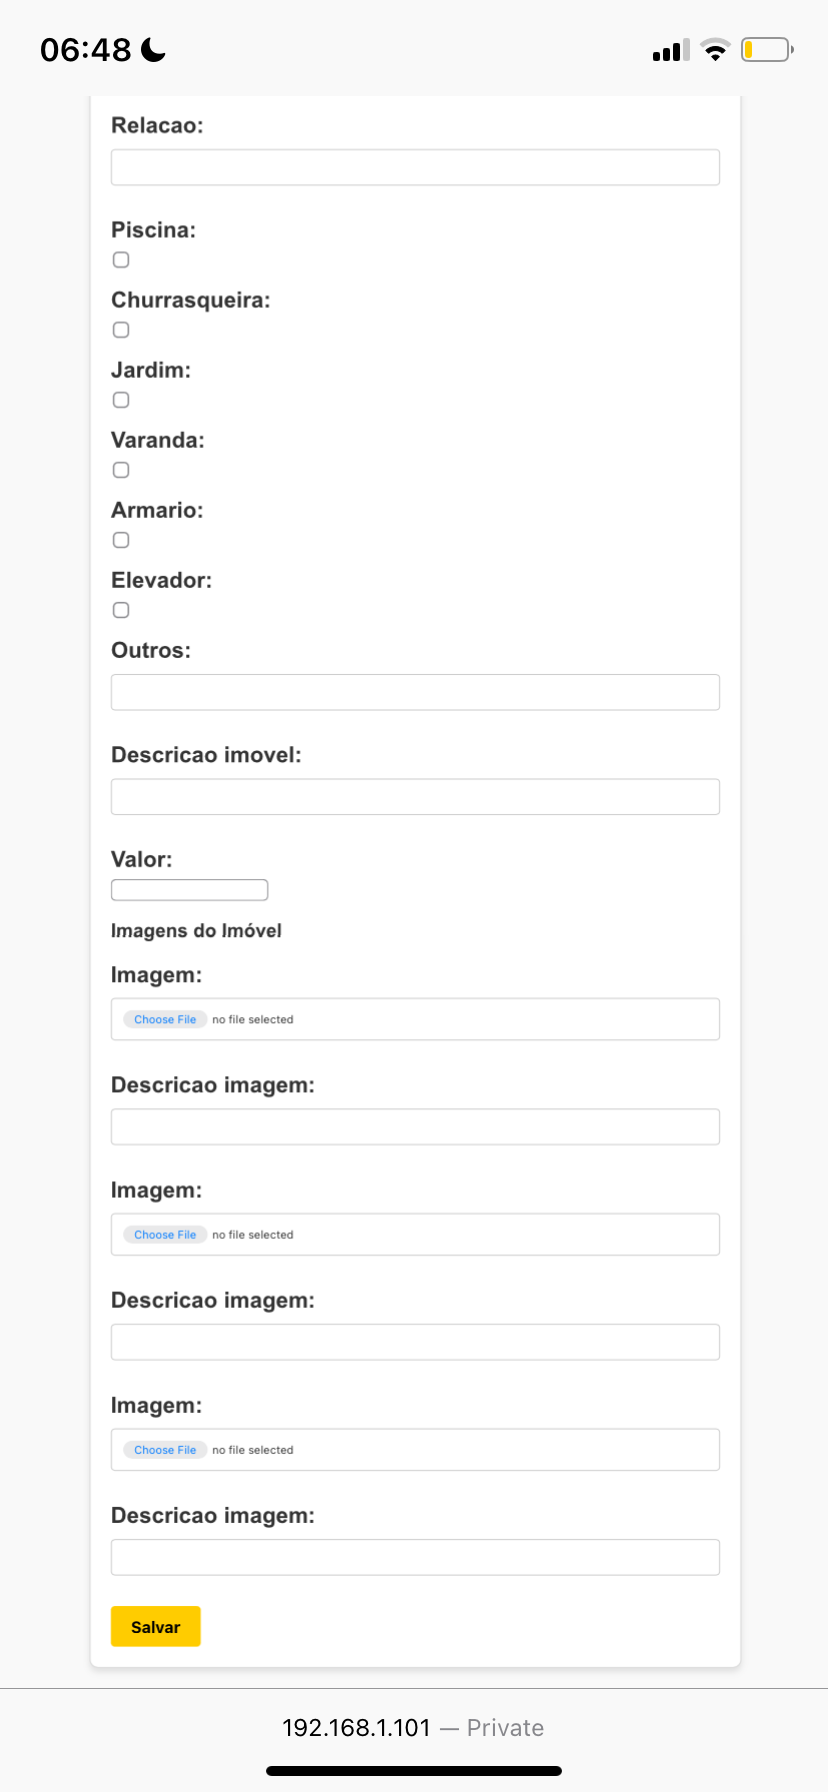 06:48
Relacao:
Piscina:
Churrasqueira:
Jardim:
Varanda:
Armario:
Elevador:
Outros:
Descricao imovel:
Valor:
Imagens do Imóvel
Imagem:
Choose File no file selected
Descricao imagem:
Imagem:
Choose File no file selected
Descricao imagem:
Imagem:
Choose File no file selected
Descricao imagem:
Salvar
192.168.1.101 — Private